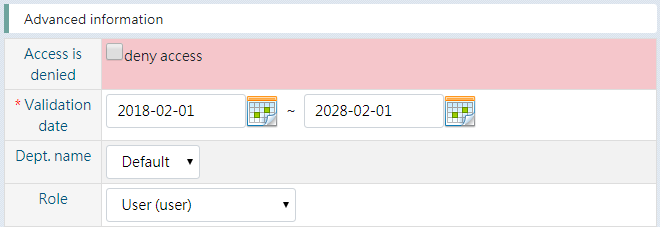 Advanced information
Access is
denied
deny access
* Validation
date
2018-02-01 ~ 2028-02-01
Dept. name
Default
Role
User (user)